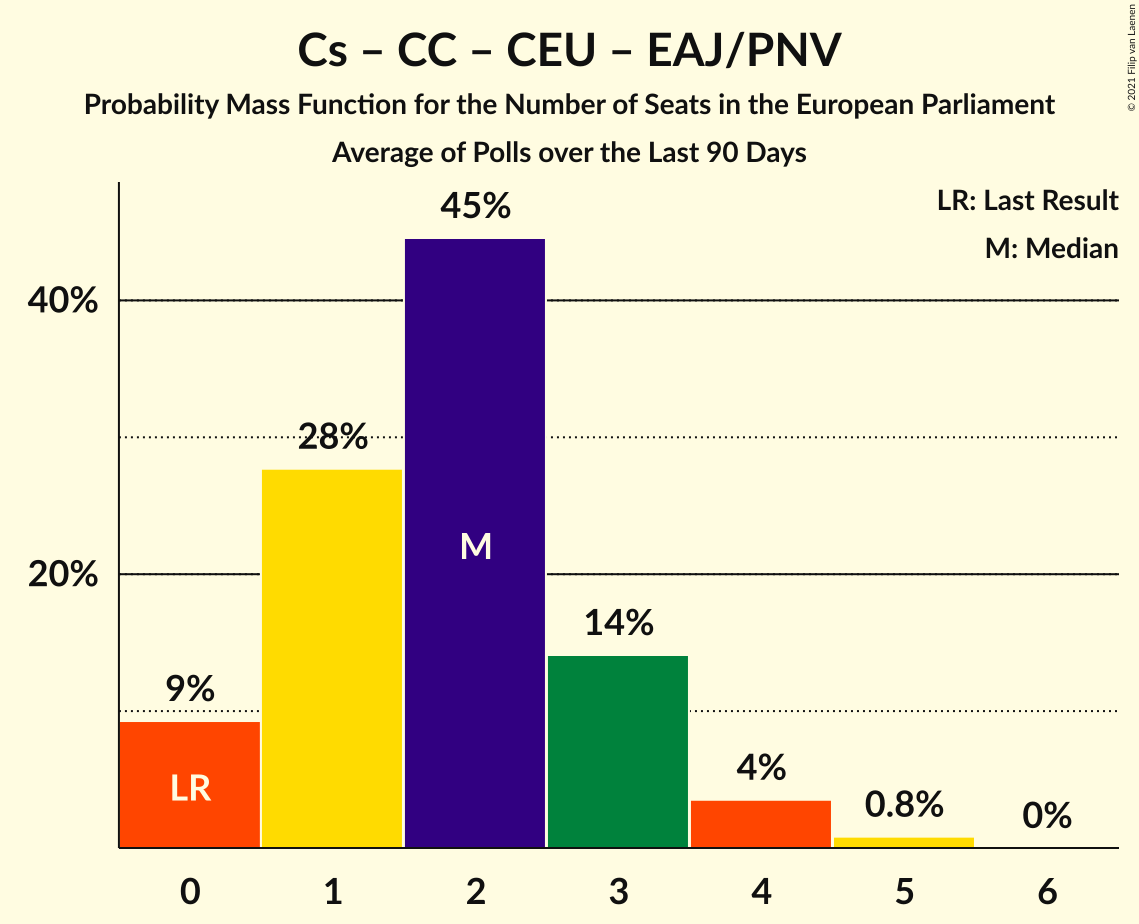 Cs – CC – CEU – EAJ/PNV
Probability Mass Function for the Number of Seats in the European Parliament
Average of Polls over the Last 90 Days
© 2021 Filip van Laenen
LR: Last Result
M: Median
45%
40%
28%
M
20%
14%
9%
LR
4%
0.8%
0%
0 1 2 3 4 5 6